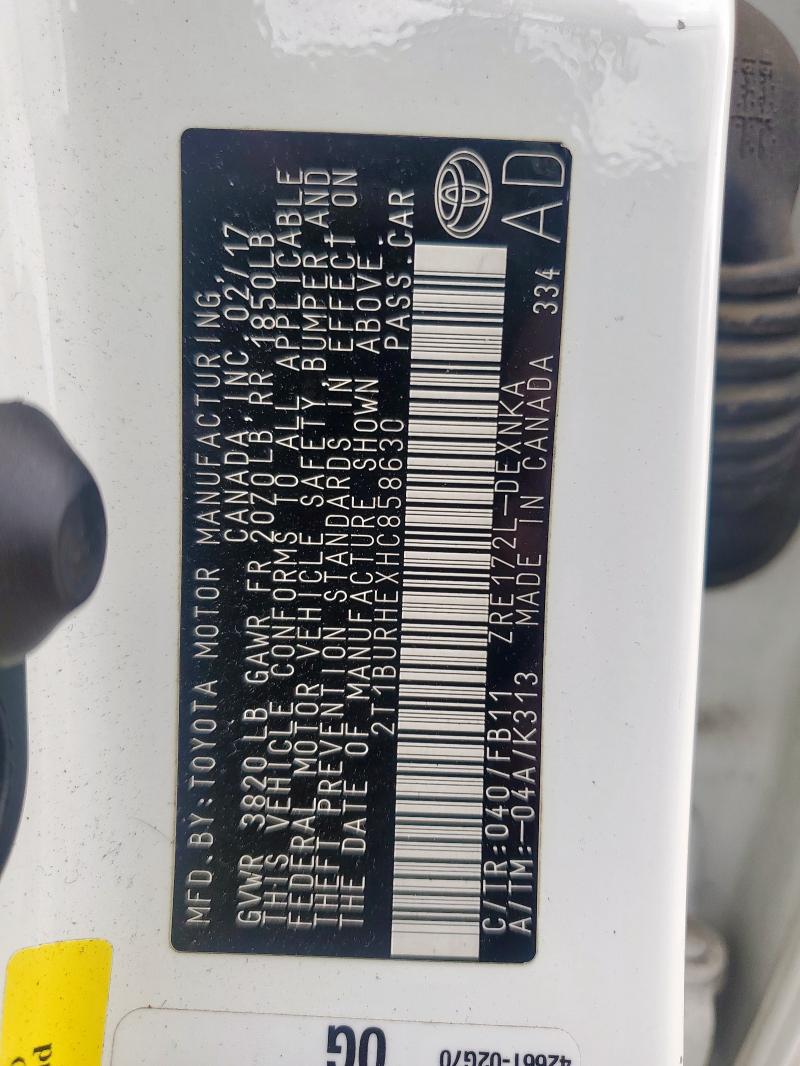 MFD.BY:TOYOTA MOTOR MANUFACTURING,
CANADA,INC. 02/17
GVWR 3820 LB GAWR FR 2020LB RR 1850LB
THIS VEHICLE CONFORMS TO ALL APPLICABLE
FEDERAL MOTOR VEHICLE SAFETY,BUMPER,AND
THEFT PREVENTION STANDARDS IN EFFECT ON
THE DATE OF MANUFACTURE SHOWN ABOVE.
2T1BURHEXHC858630 PASS.CAR
C/TR:040/FB11 ZRE172L-DEXNKA
A/TM:-04A/K313 MADE IN CANADA 334
AD
42661-02G70